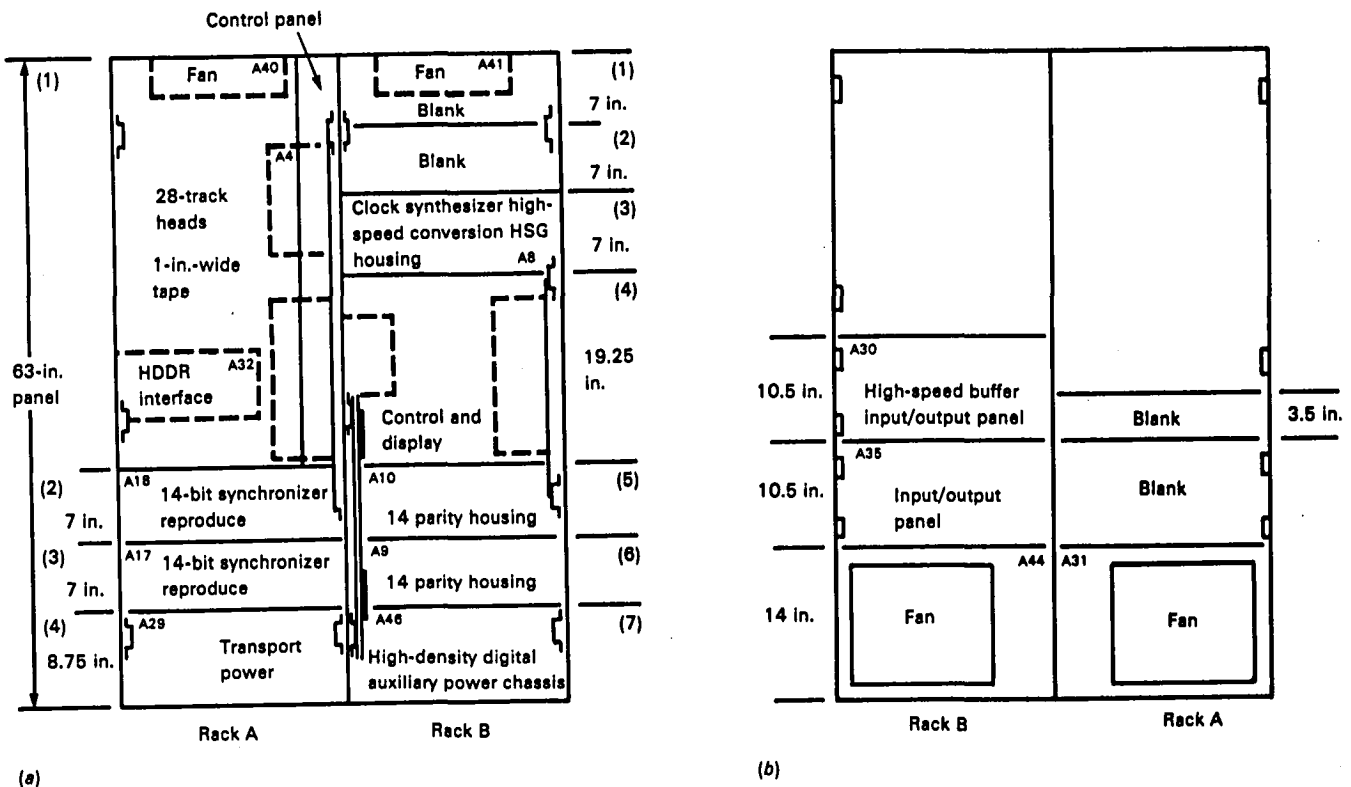 Control panel
(1)
Fan
A40
Fan
A41
(1)
7 in.
Blank
(2)
Blank
7 in.
A4
28-track
heads
1-in.-wide
tape
Clock synthesizer high-
speed conversion HSG
housing
A8
(3)
7 in.
(4)
19.25
in.
63-in.
panel
HDDR
interface
A32
Control and
display
(2)
7 in.
A18
14-bit synchronizer
reproduce
A10
14 parity housing
(5)
(3)
7 in.
A17
14-bit synchronizer
reproduce
A9
14 parity housing
(6)
(4)
8.75 in.
A29
Transport
power
A46
High-density digital
auxiliary power chassis
(7)
Rack A
Rack B
(a)
10.5 in.
A30
High-speed buffer
input/output panel
Blank
3.5 in.
10.5 in.
A35
Input/output
panel
Blank
14 in.
A44
A31
Fan
Fan
Rack B
Rack A
(b)